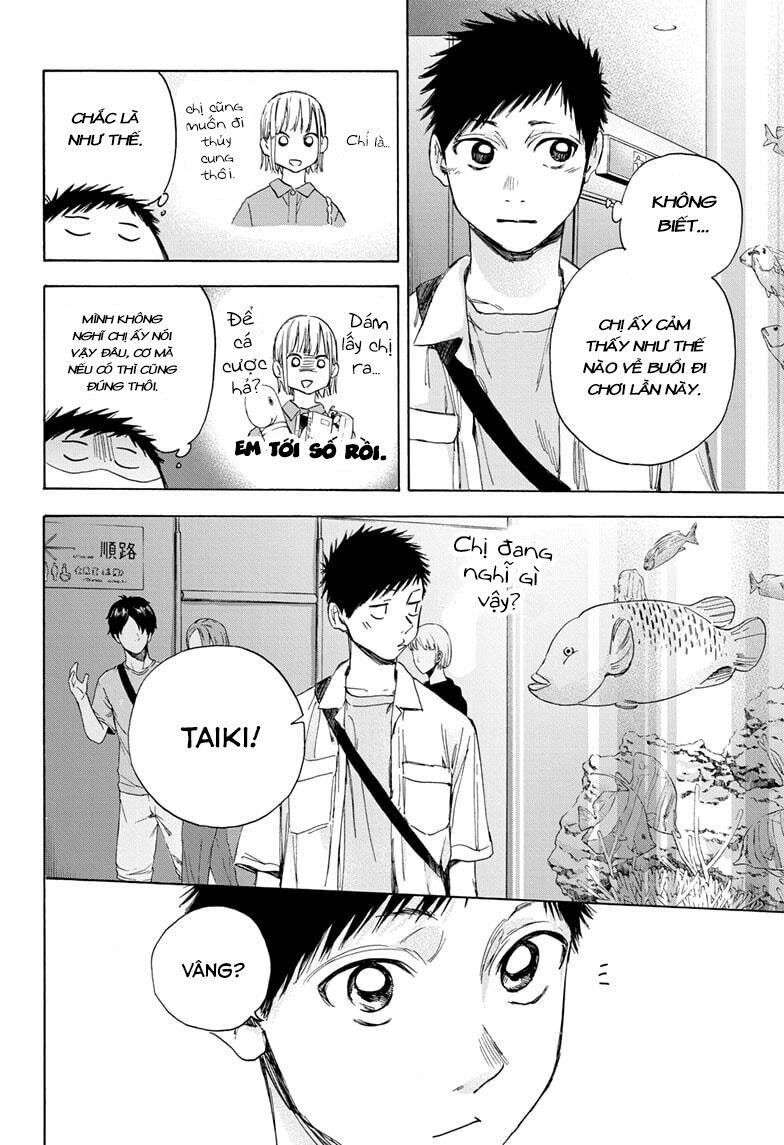 KHÔNG
BIẾT...
CHỊ ẤY CẢM
THẤY NHƯ THẾ
NÀO VỀ BUỔI ĐI
CHƠI LẦN NÀY.
Chỉ là...
chị cũng
muốn đi
thủy
cung
thôi.
CHẮC LÀ
NHƯ THẾ.
Dám
lấy chị
ra...
Để
cá
cược
hả?
EM TỚI SỐ RỒI.
MÌNH KHÔNG
NGHĨ CHỊ ẤY NÓI
VẬY ĐÂU, CƠ MÀ
NẾU CÓ THÌ CŨNG
ĐÚNG THÔI.
順路
Chị đang
nghĩ gì
vậy?
TAIKI!
VÂNG?